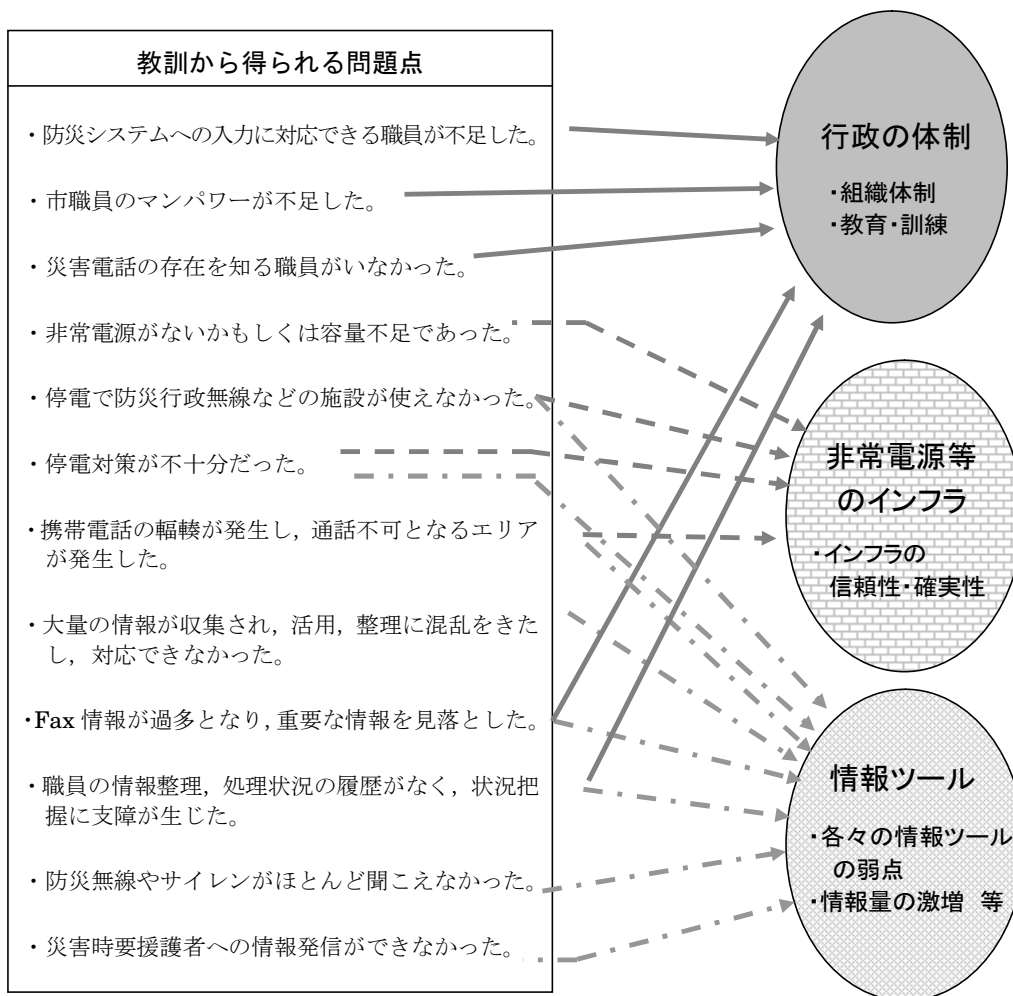 教訓から得られる問題点
・防災システムへの入力に対応できる職員が不足した。
・市職員のマンパワーが不足した。
・災害電話の存在を知る職員がいなかった。
・非常電源がないかもしくは容量不足であった。
・停電で防災行政無線などの施設が使えなかった。
・停電対策が不十分だった。
・携帯電話の輻輳が発生し，通話不可となるエリア
が発生した。
・大量の情報が収集され，活用，整理に混乱をきた
し，対応できなかった。
・Fax 情報が過多となり，重要な情報を見落とした。
・職員の情報整理，処理状況の履歴がなく，状況把
握に支障が生じた。
・防災無線やサイレンがほとんど聞こえなかった。
・災害時要援護者への情報発信ができなかった。
行政の体制
・組織体制
・教育・訓練
非常電源等
のインフラ
・インフラの
信頼性・確実性
情報ツール
・各々の情報ツール
の弱点
・情報量の激増 等